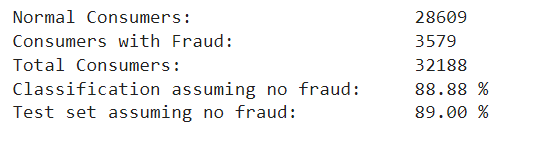 Normal Consumers: 28609
Consumers with Fraud: 3579
Total Consumers: 32188
Classification assuming no fraud: 88.88 %
Test set assuming no fraud: 89.00 %